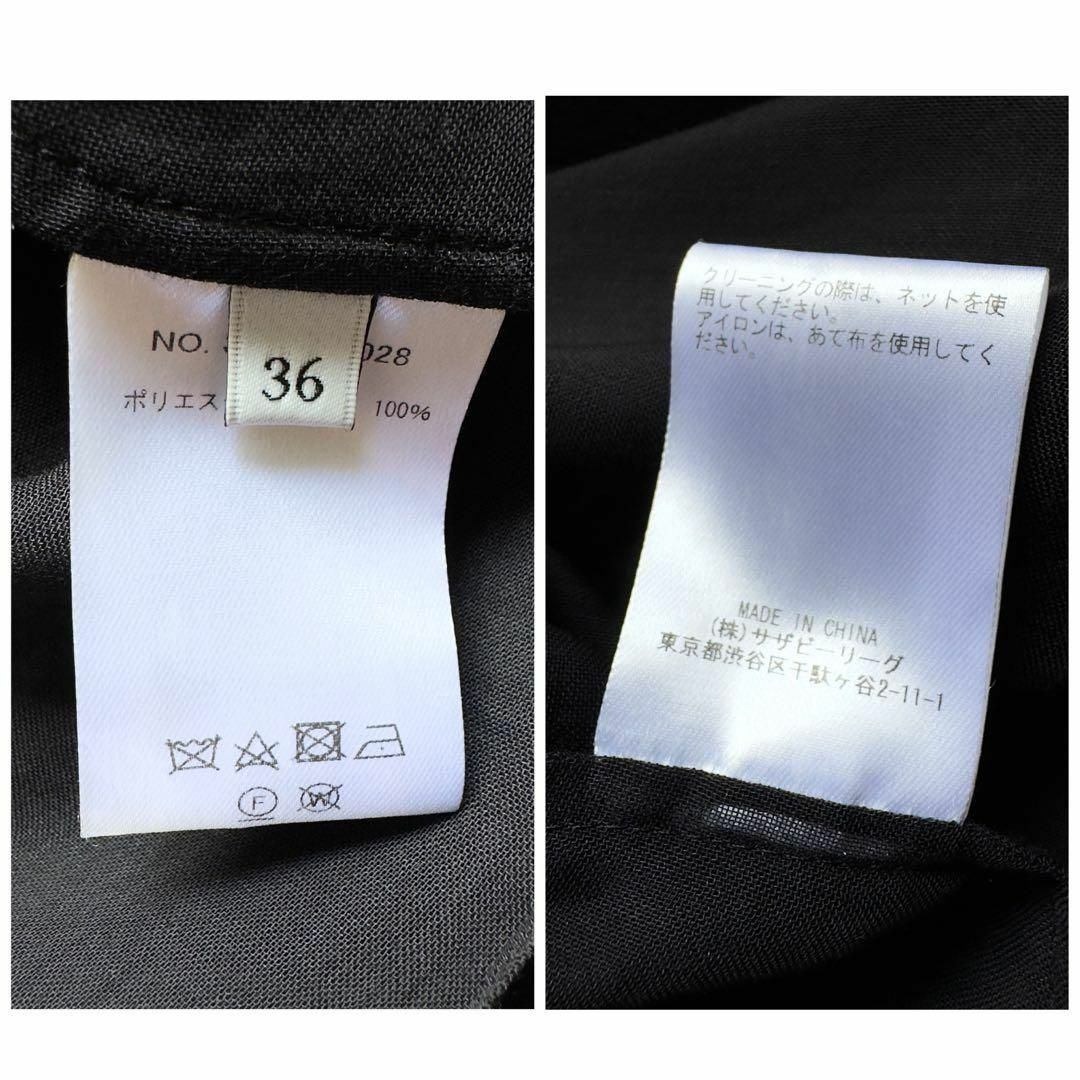 NO.
028
36
ポリエス
100%
F
W
クリーニングの際は、ネットを使
用してください。
アイロンは、あて布を使用してく
ださい。
MADE IN CHINA
(株)サザビーリーグ
東京都渋谷区千駄ヶ谷2-11-1